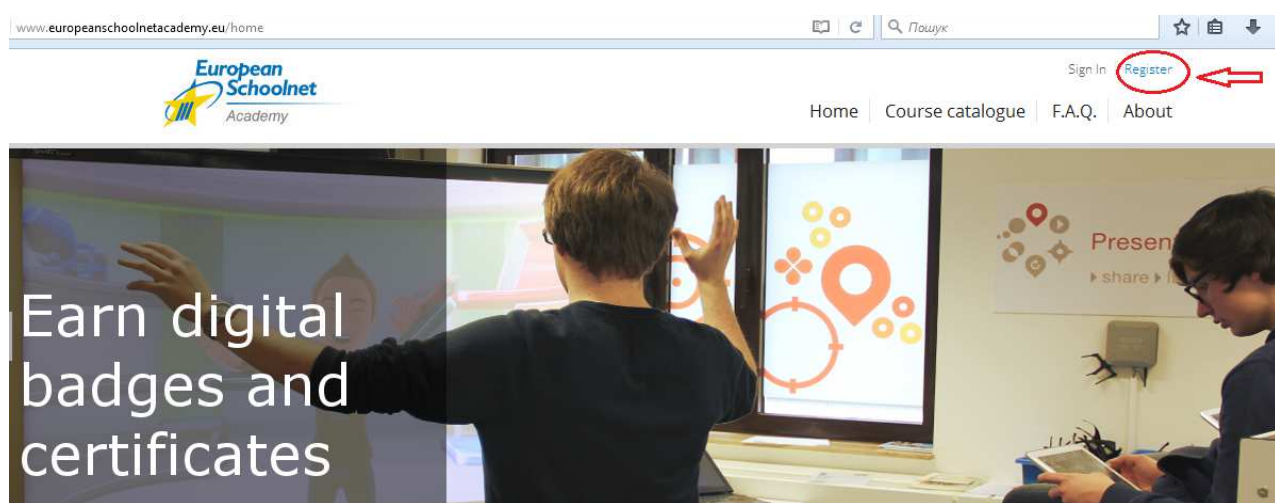 www.europeanschoolnetacademy.eu/home
Пошук
European
Schoolnet
Academy
Sign In
Register
Home
Course catalogue
F.A.Q.
About
Presen
share
Earn digital
badges and
certificates